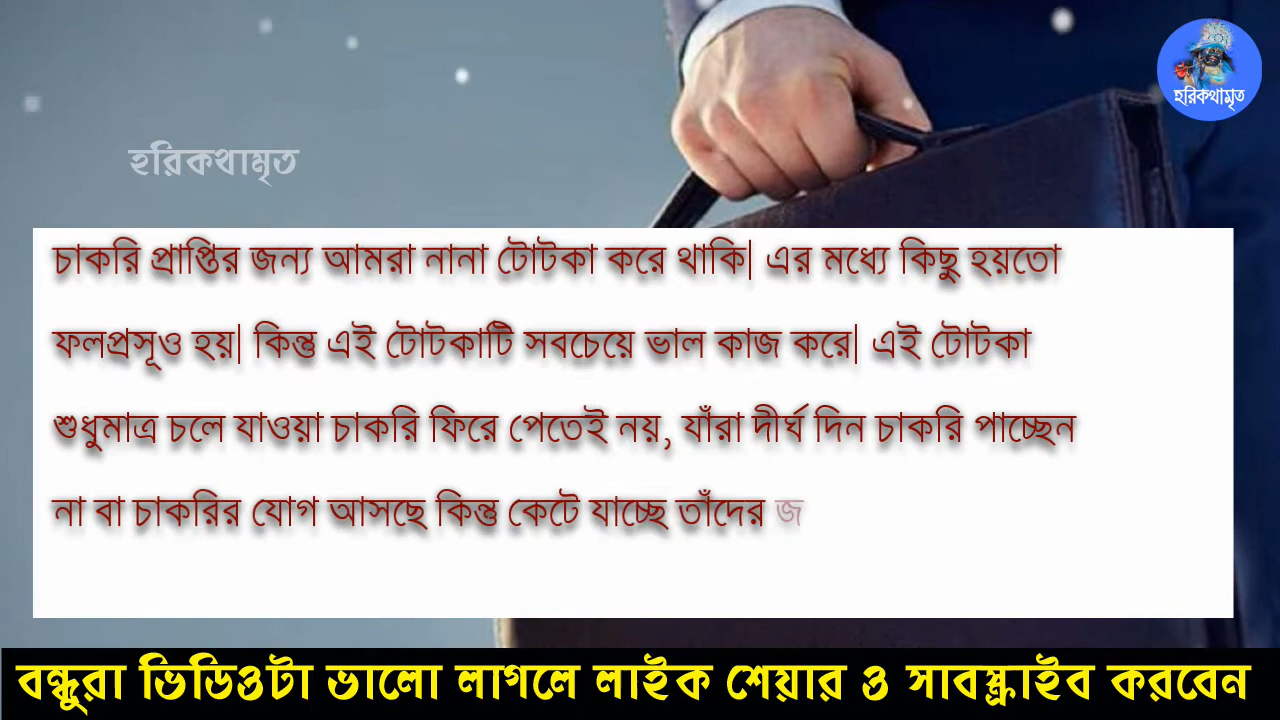 হরিকথামৃত
হরিকথামৃত
চাকরি প্রাপ্তির জন্য আমরা নানা টোটকা করে থাকি| এর মধ্যে কিছু হয়তো
ফলপ্রসূও হয়| কিন্তু এই টোটকাটি সবচেয়ে ভাল কাজ করে| এই টোটকা
শুধুমাত্র চলে যাওয়া চাকরি ফিরে পেতেই নয়, যাঁরা দীর্ঘ দিন চাকরি পাচ্ছেন
না বা চাকরির যোগ আসছে কিন্তু কেটে যাচ্ছে তাঁদের জ
বন্ধুরা ভিডিওটা ভালো লাগলে লাইক শেয়ার ও সাবস্ক্রাইব করবেন